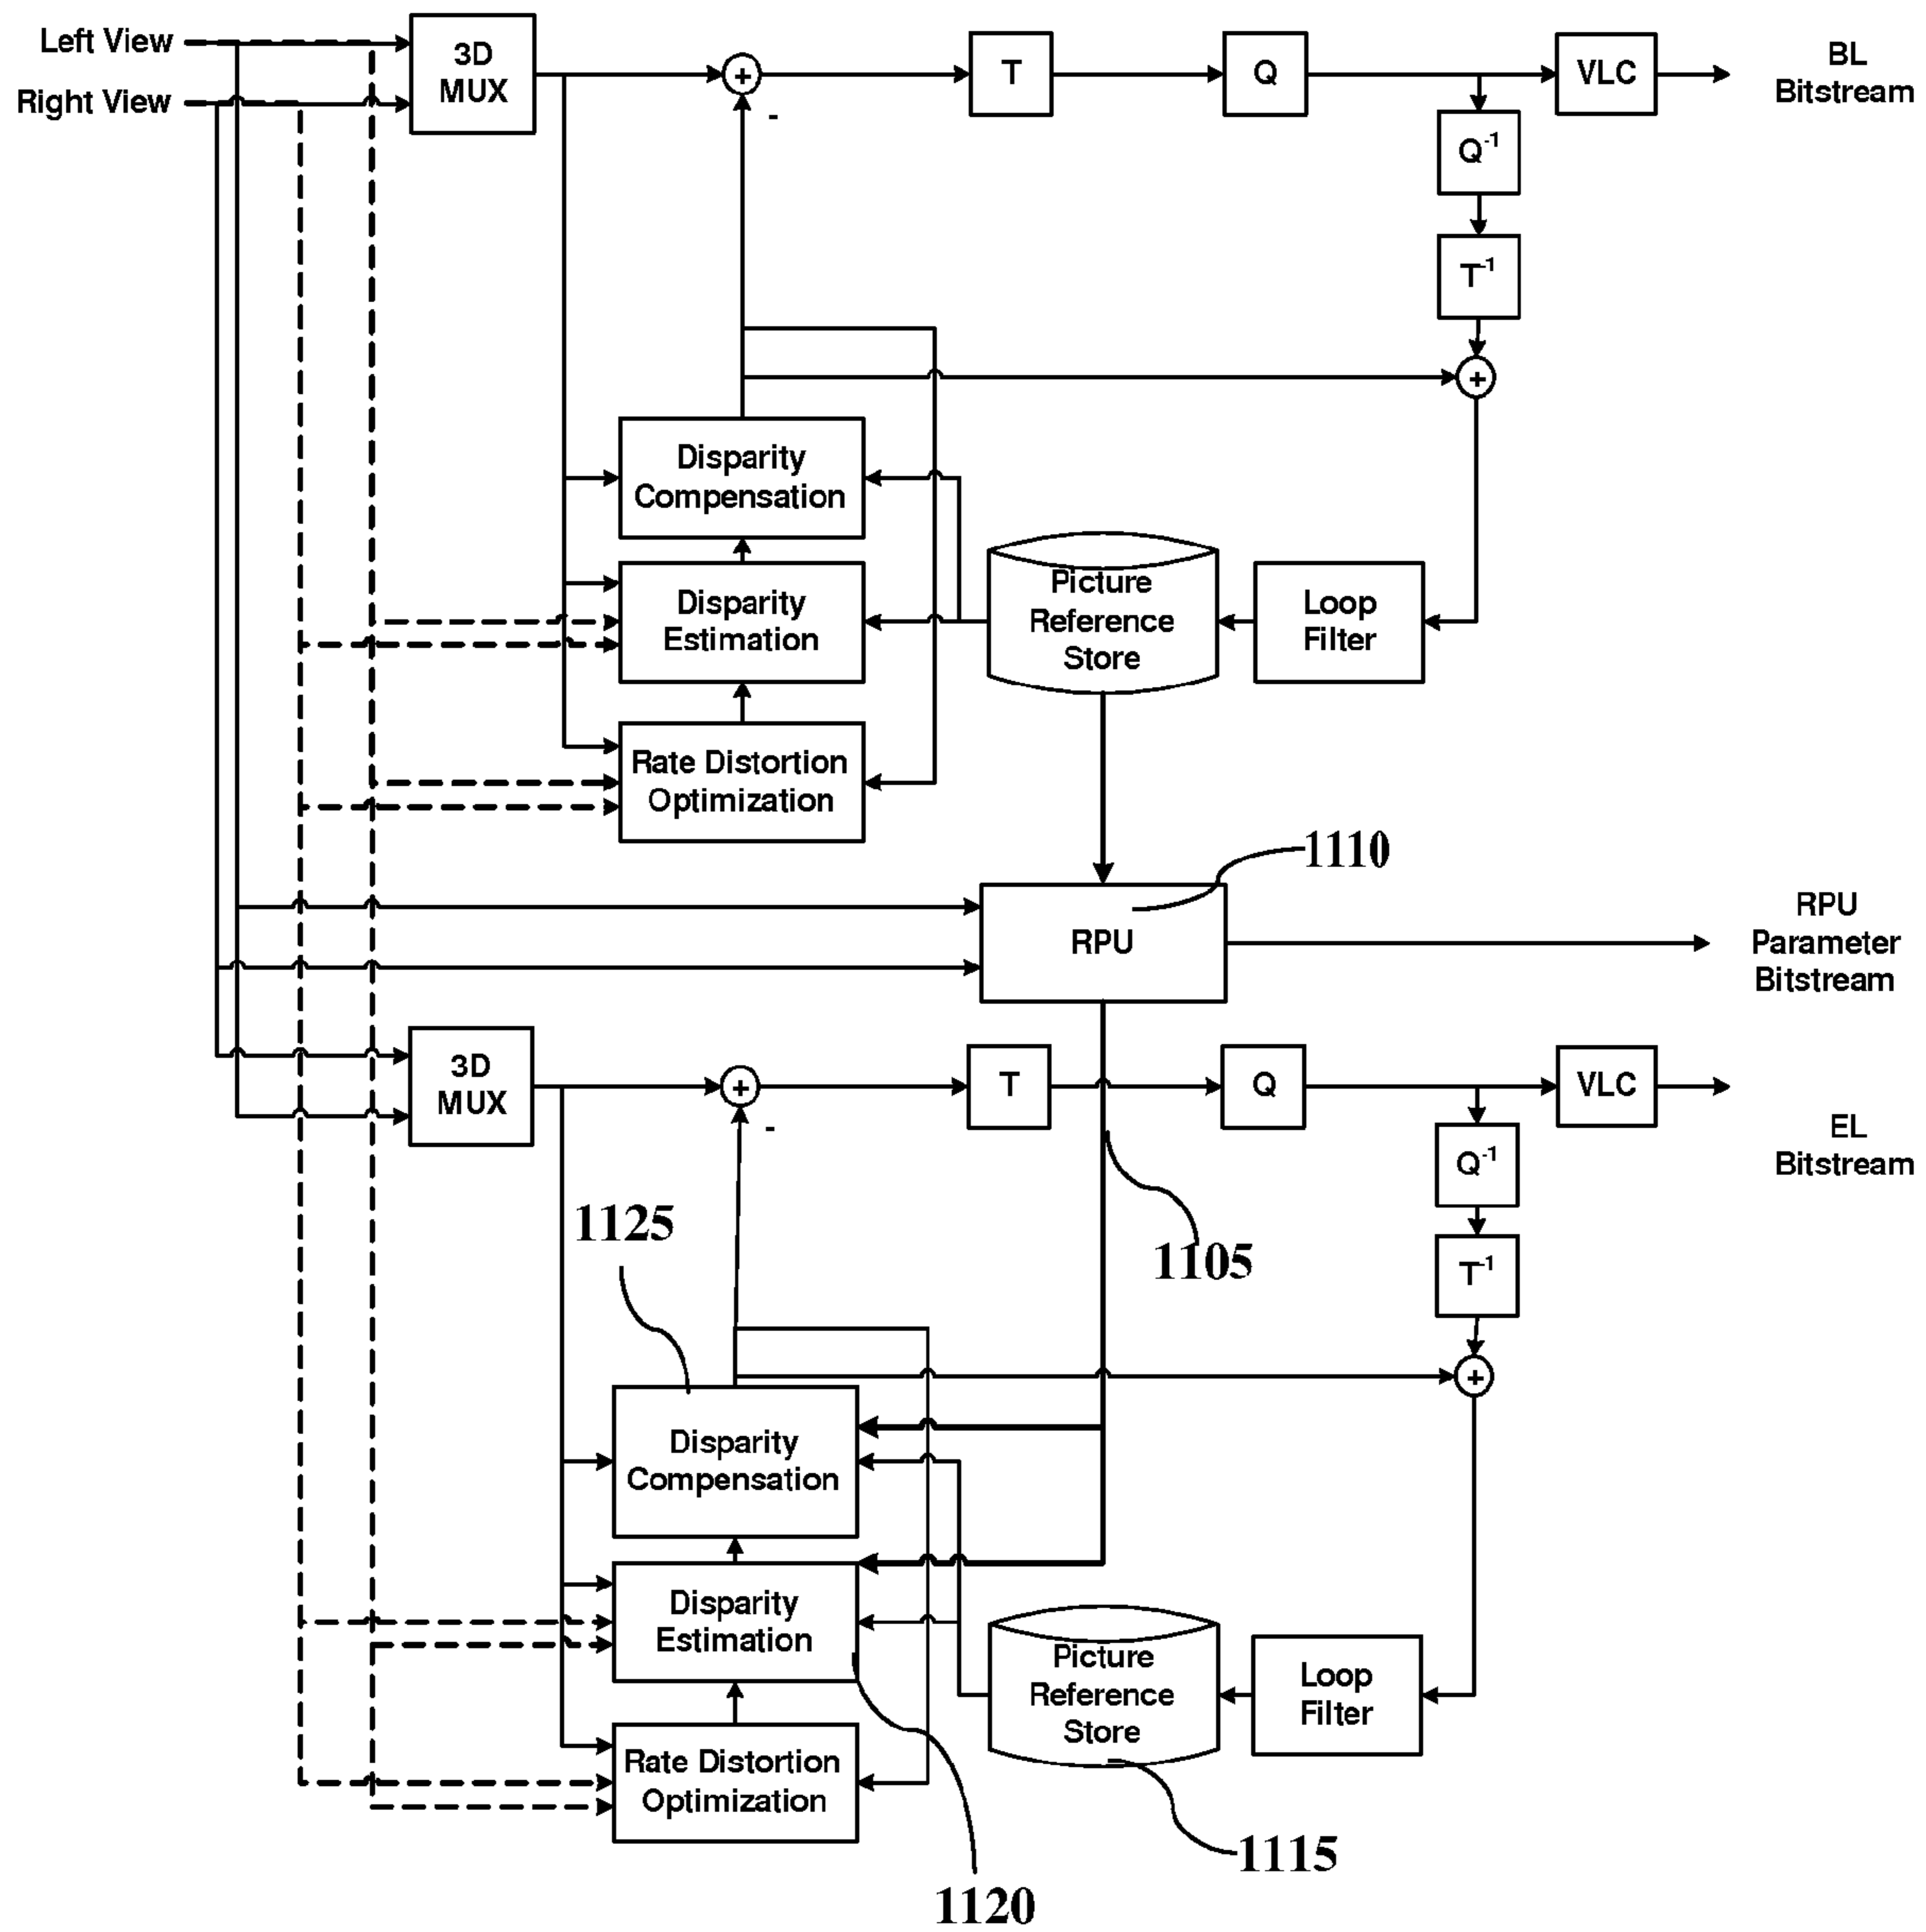 Left View
Right View
3D
MUX
+
-
T
Q
VLC
BL
Bitstream
Q-1
T-1
+
Disparity
Compensation
Disparity
Estimation
Rate Distortion
Optimization
Picture
Reference
Store
Loop
Filter
1110
RPU
RPU
Parameter
Bitstream
3D
MUX
+
-
T
Q
VLC
EL
Bitstream
Q-1
T-1
+
1125
1105
Disparity
Compensation
Disparity
Estimation
Rate Distortion
Optimization
Picture
Reference
Store
Loop
Filter
1115
1120